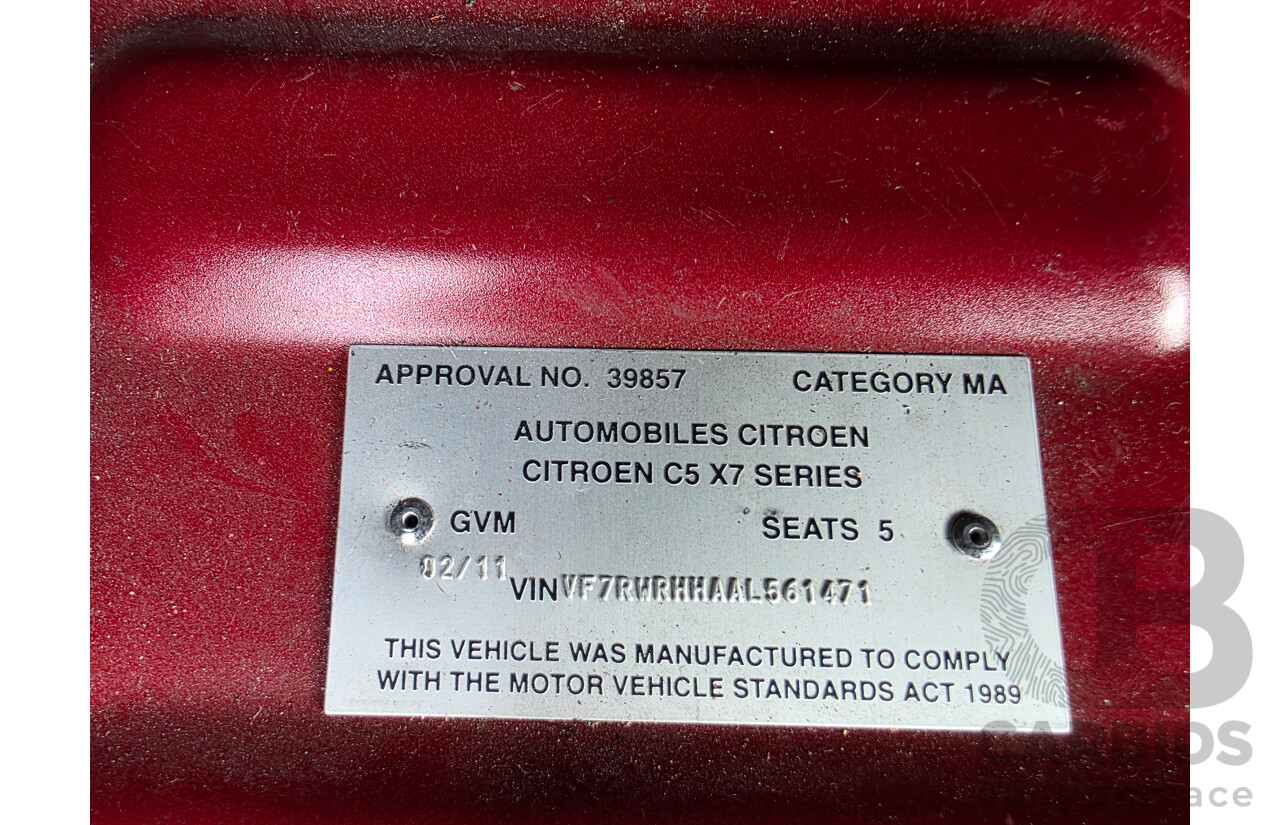 APPROVAL NO. 39857 CATEGORY MA
AUTOMOBILES CITROEN
CITROEN C5 X7 SERIES
GVM SEATS 5
02/11
VIN VF7RWRHHAAL561471
THIS VEHICLE WAS MANUFACTURED TO COMPLY
WITH THE MOTOR VEHICLE STANDARDS ACT 1989